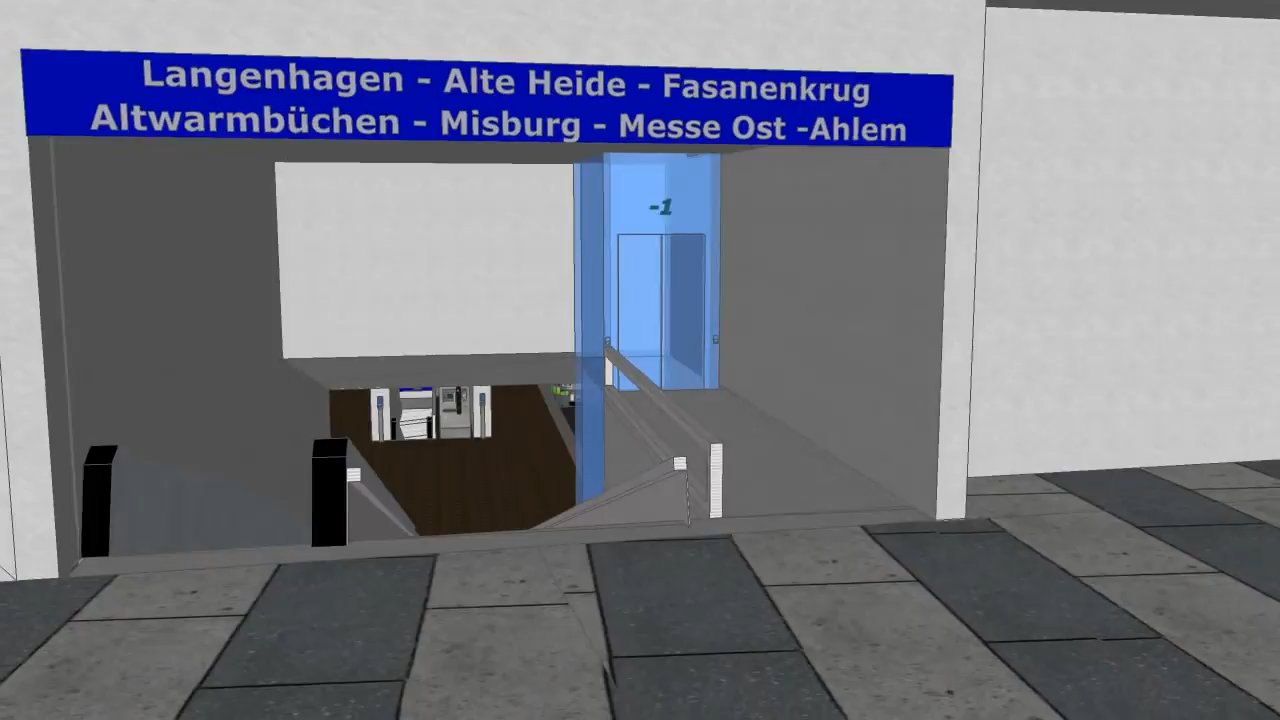 Langenhagen - Alte Heide - Fasanenkrug
Altwarmbüchen - Misburg - Messe Ost -Ahlem
-1